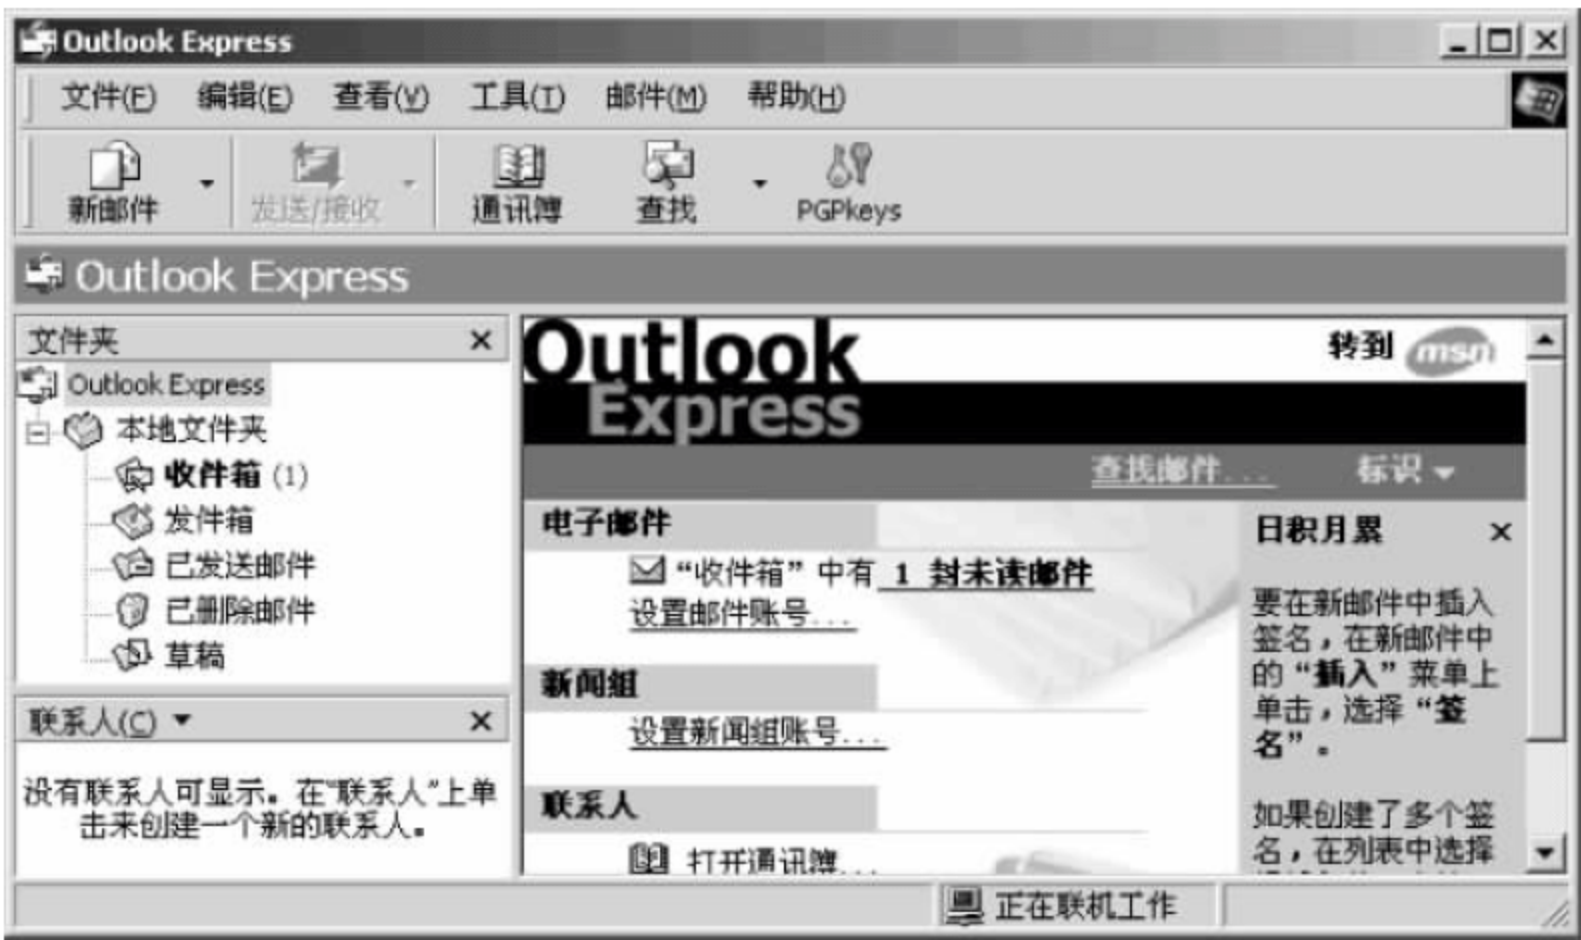 Outlook Express
文件(F) 编辑(E) 查看(V) 工具(T) 邮件(M) 帮助(H)
新邮件 发送/接收 通讯簿 查找 PGPkeys
Outlook Express
文件夹
Outlook Express
本地文件夹
收件箱 (1)
发件箱
已发送邮件
已删除邮件
草稿
联系人(C)
没有联系人可显示。在“联系人”上单
击来创建一个新的联系人。
Outlook
Express
转到 msn
查找邮件... 标识
电子邮件
“收件箱”中有 1 封未读邮件
设置邮件账号...
新闻组
设置新闻组账号...
联系人
打开通讯簿...
日积月累
要在新邮件中插入
签名，在新邮件中
的“插入”菜单上
单击，选择“签
名”。
如果创建了多个签
名，在列表中选择
正在联机工作